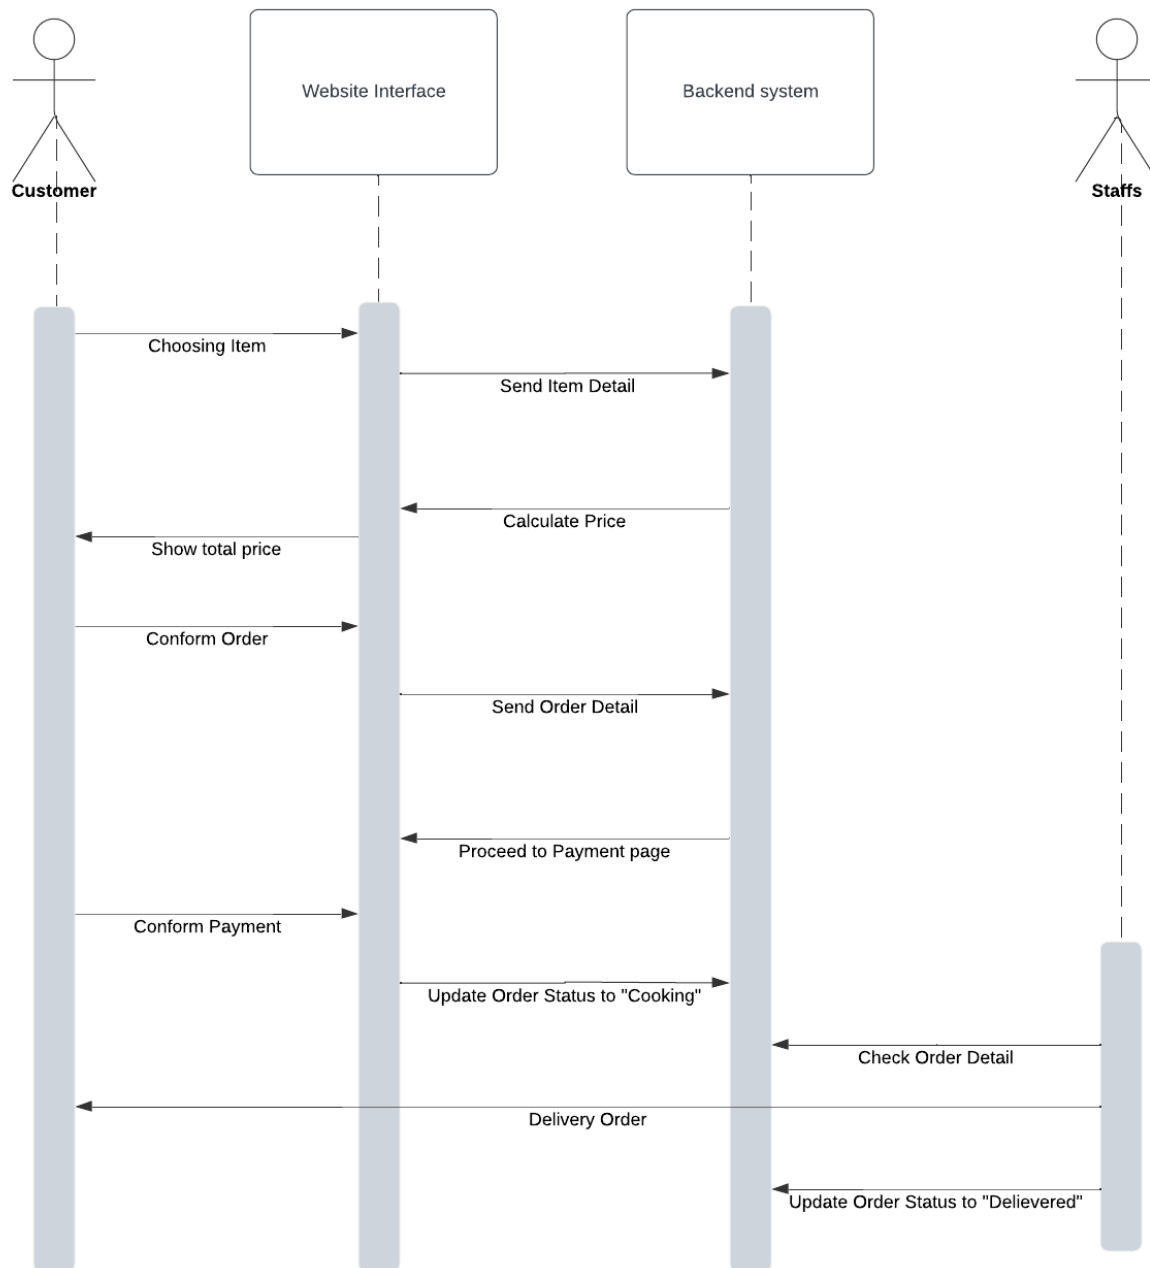 Website Interface
Backend system
Customer
Staffs
Choosing Item
Send Item Detail
Calculate Price
Show total price
Conform Order
Send Order Detail
Proceed to Payment page
Conform Payment
Update Order Status to "Cooking"
Check Order Detail
Delivery Order
Update Order Status to "Delievered"